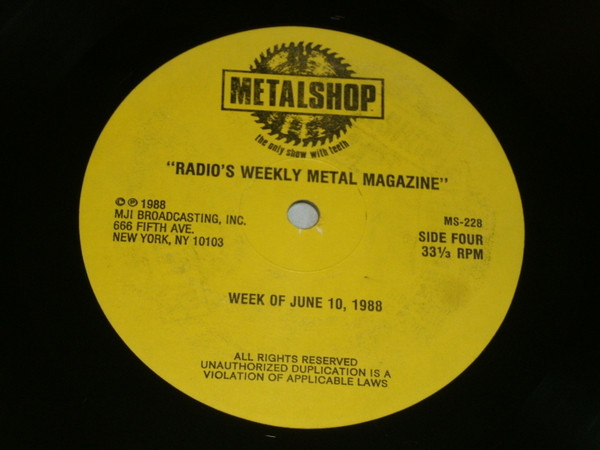 METALSHOP
the only show with teeth
"RADIO'S WEEKLY METAL MAGAZINE"
© ℗ 1988
MJI BROADCASTING, INC.
666 FIFTH AVE.
NEW YORK, NY 10103
MS-228
SIDE FOUR
33⅓ RPM
WEEK OF JUNE 10, 1988
ALL RIGHTS RESERVED
UNAUTHORIZED DUPLICATION IS A
VIOLATION OF APPLICABLE LAWS